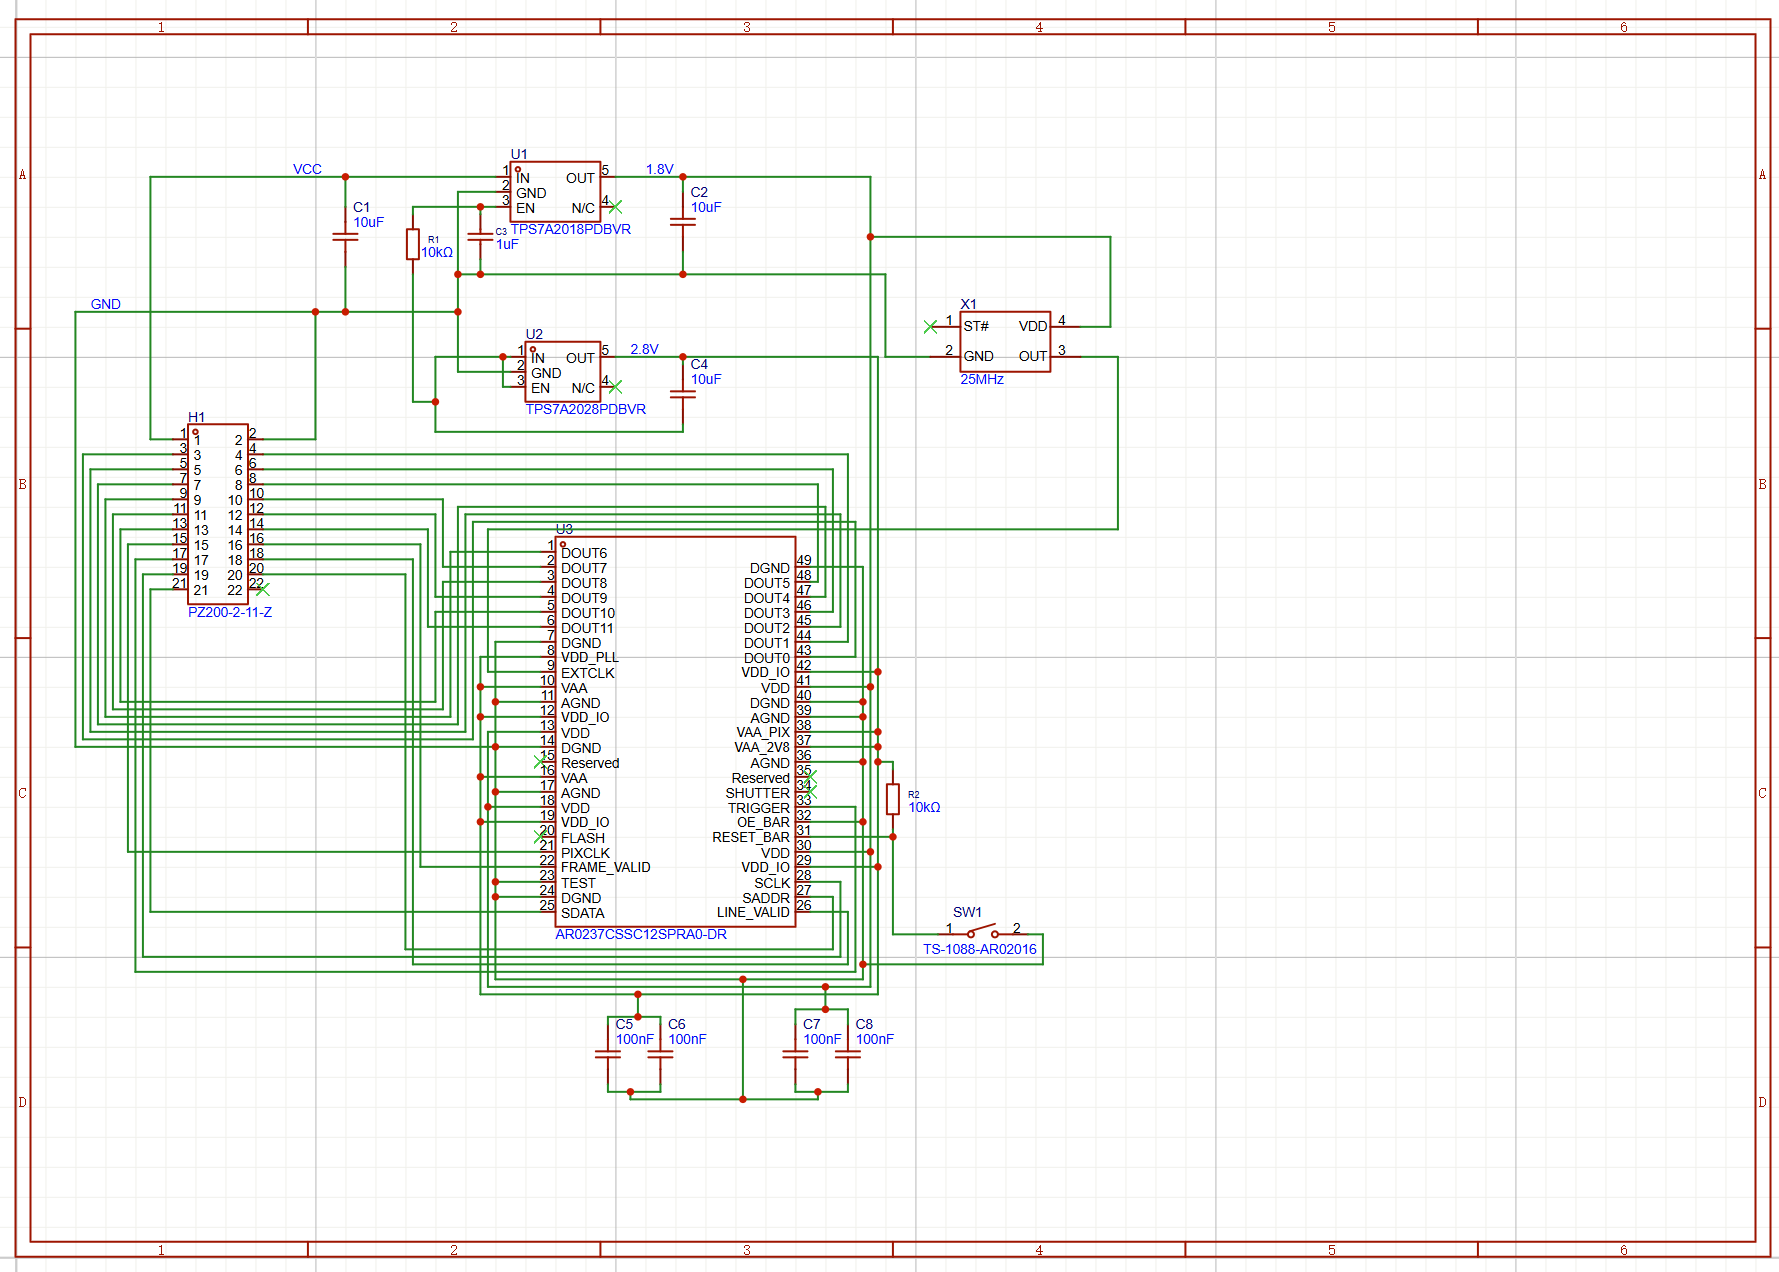 1 2 3 4 5 6
A A
B B
C C
D D
1 2 3 4 5 6
VCC
GND
C1
10uF
R1
10kΩ
C3
1uF
U1
1 IN OUT 5
2 GND
3 EN N/C 4
TPS7A2018PDBVR
1.8V
C2
10uF
U2
1 IN OUT 5
2 GND
3 EN N/C 4
TPS7A2028PDBVR
2.8V
C4
10uF
X1
1 ST# VDD 4
2 GND OUT 3
25MHz
H1
1 1 2 2
3 3 4 4
5 5 6 6
7 7 8 8
9 9 10 10
11 11 12 12
13 13 14 14
15 15 16 16
17 17 18 18
19 19 20 20
21 21 22 22
PZ200-2-11-Z
U3
1 DOUT6
2 DOUT7 DGND 49
3 DOUT8 DOUT5 48
4 DOUT9 DOUT4 47
5 DOUT10 DOUT3 46
6 DOUT11 DOUT2 45
7 DGND DOUT1 44
8 VDD_PLL DOUT0 43
9 EXTCLK VDD_IO 42
10 VAA VDD 41
11 AGND DGND 40
12 VDD_IO AGND 39
13 VDD VAA_PIX 38
14 DGND VAA_2V8 37
15 Reserved AGND 36
16 VAA Reserved 35
17 AGND SHUTTER 34
18 VDD TRIGGER 33
19 VDD_IO OE_BAR 32
20 FLASH RESET_BAR 31
21 PIXCLK VDD 30
22 FRAME_VALID VDD_IO 29
23 TEST SCLK 28
24 DGND SADDR 27
25 SDATA LINE_VALID 26
AR0237CSSC12SPRA0-DR
R2
10kΩ
SW1
1 2
TS-1088-AR02016
C5
100nF
C6
100nF
C7
100nF
C8
100nF